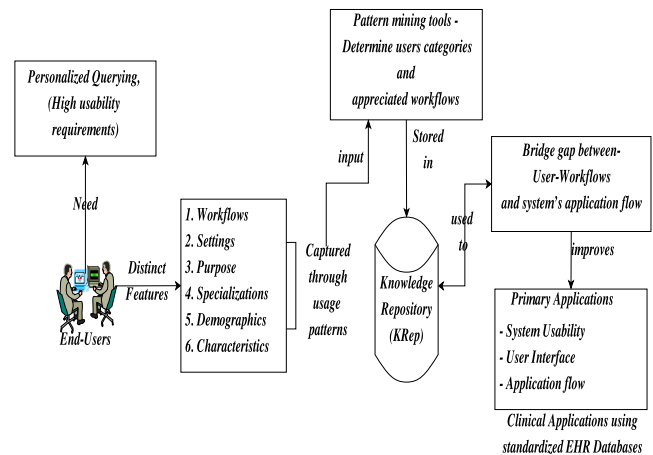 Personalized Querying,
(High usability
requirements)
Need
End-Users
Distinct
Features
1. Workflows
2. Settings
3. Purpose
4. Specializations
5. Demographics
6. Characteristics
Captured
through
usage
patterns
input
Pattern mining tools -
Determine users categories
and
appreciated workflows
Stored
in
Knowledge
Repository
(KRep)
used
to
Bridge gap between-
User-Workflows
and system's application flow
improves
Primary Applications
- System Usability
- User Interface
- Application flow
Clinical Applications using
standardized EHR Databases